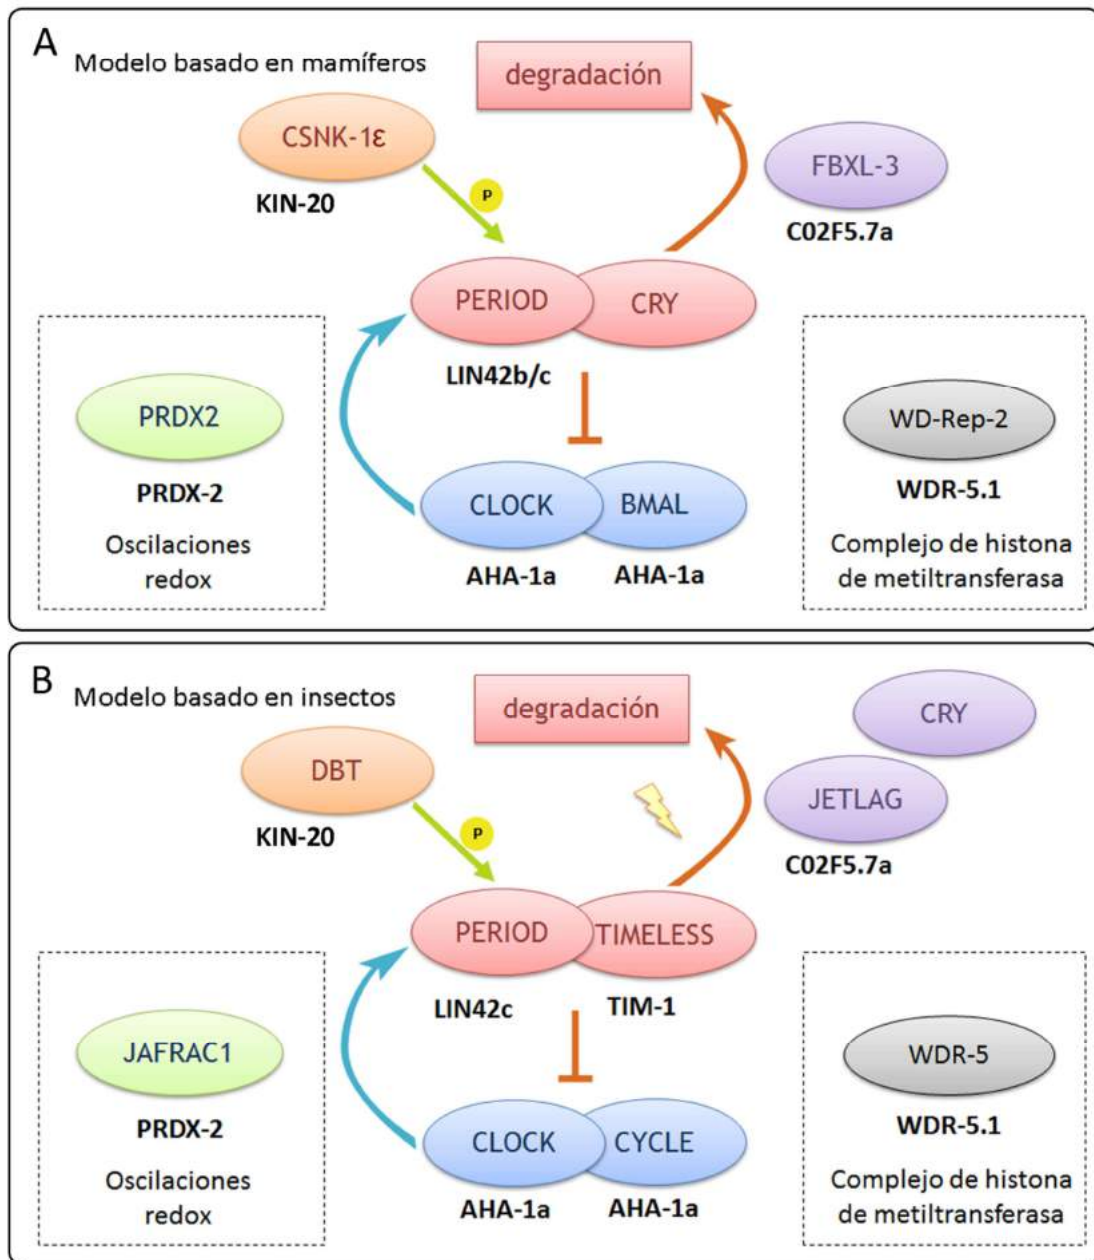 A
Modelo basado en mamíferos
degradación
CSNK-1ε
FBXL-3
KIN-20
P
C02F5.7a
PERIOD
CRY
LIN42b/c
PRDX2
WD-Rep-2
PRDX-2
WDR-5.1
CLOCK
BMAL
Oscilaciones
redox
AHA-1a
AHA-1a
Complejo de histona
de metiltransferasa
B
Modelo basado en insectos
degradación
CRY
DBT
JETLAG
KIN-20
P
C02F5.7a
PERIOD
TIMELESS
LIN42c
TIM-1
JAFRAC1
WDR-5
PRDX-2
WDR-5.1
CLOCK
CYCLE
Oscilaciones
redox
AHA-1a
AHA-1a
Complejo de histona
de metiltransferasa